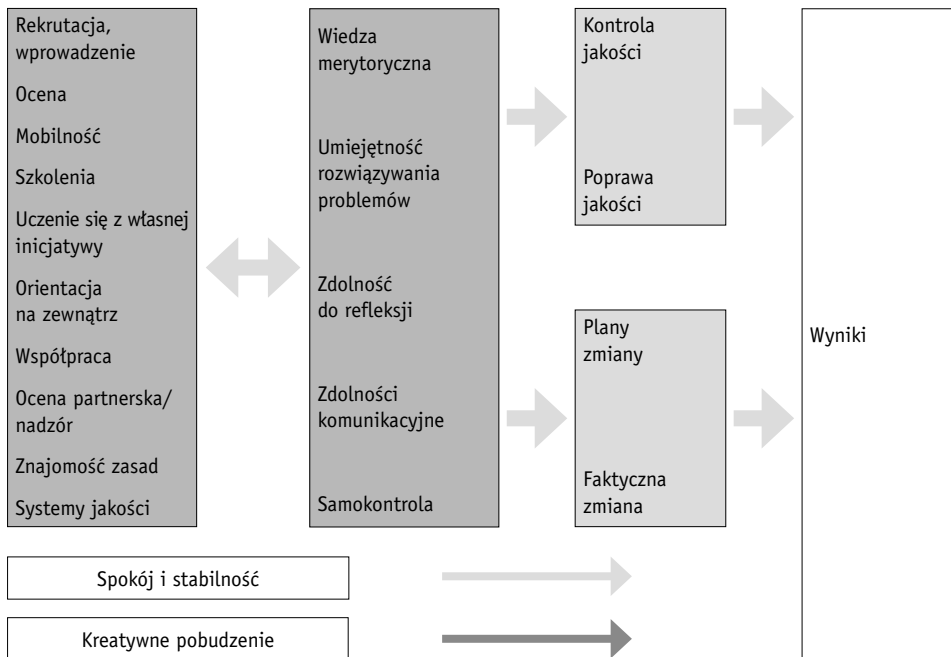 Rekrutacja,
wprowadzenie
Ocena
Mobilność
Szkolenia
Uczenie się z własnej
inicjatywy
Orientacja
na zewnątrz
Współpraca
Ocena partnerska/
nadzór
Znajomość zasad
Systemy jakości
Wiedza
merytoryczna
Umiejętność
rozwiązywania
problemów
Zdolność
do refleksji
Zdolności
komunikacyjne
Samokontrola
Kontrola
jakości
Poprawa
jakości
Plany
zmiany
Faktyczna
zmiana
Wyniki
Spokój i stabilność
Kreatywne pobudzenie